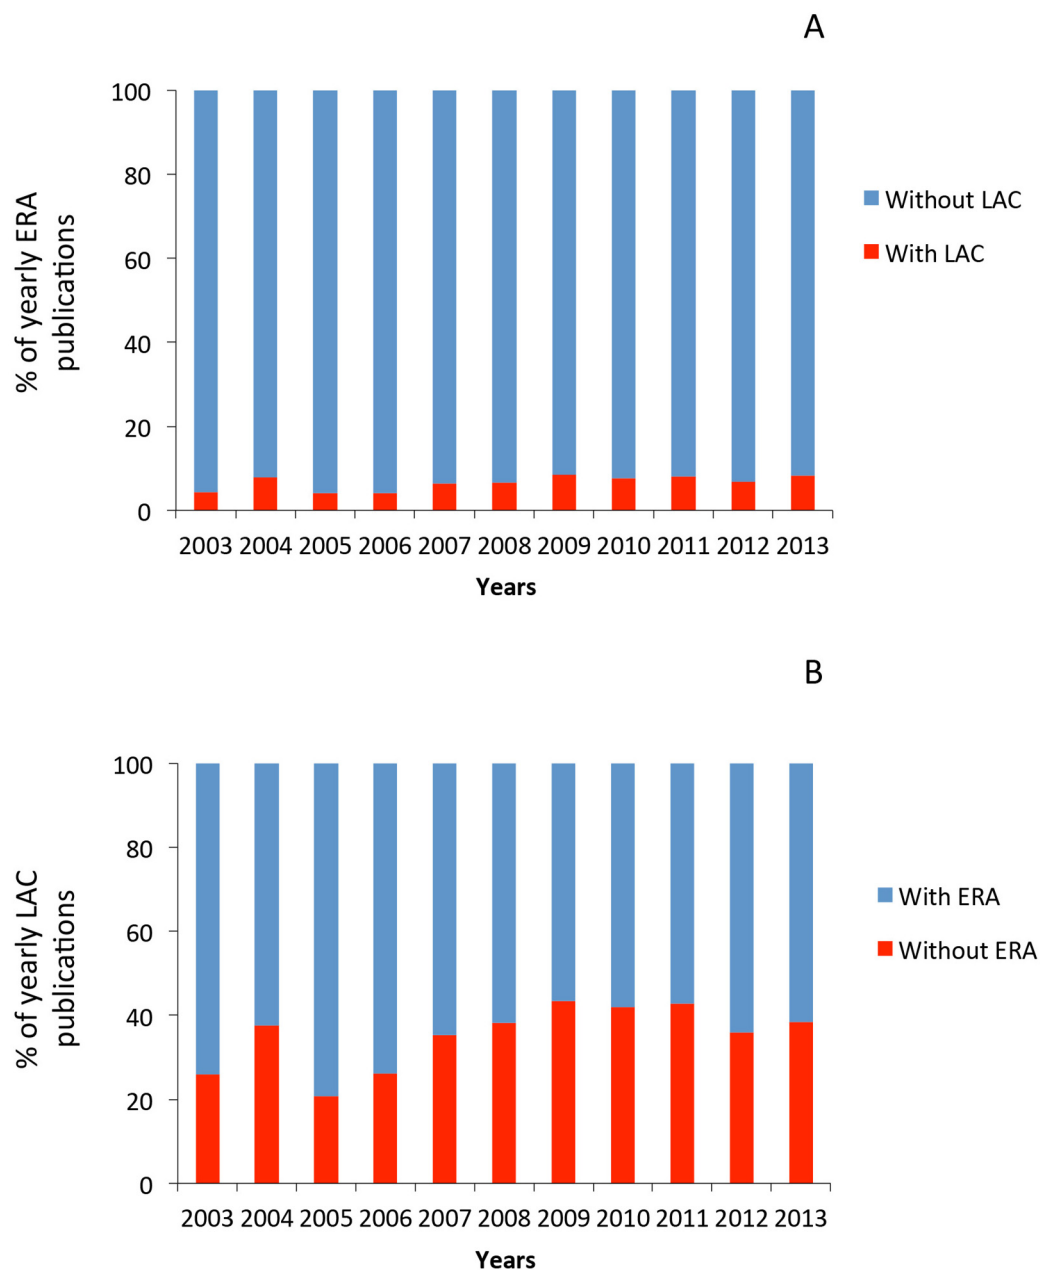 A
% of yearly ERA
publications
100
80
60
40
20
0
2003 2004 2005 2006 2007 2008 2009 2010 2011 2012 2013
Years
Without LAC
With LAC
B
% of yearly LAC
publications
100
80
60
40
20
0
2003 2004 2005 2006 2007 2008 2009 2010 2011 2012 2013
Years
With ERA
Without ERA